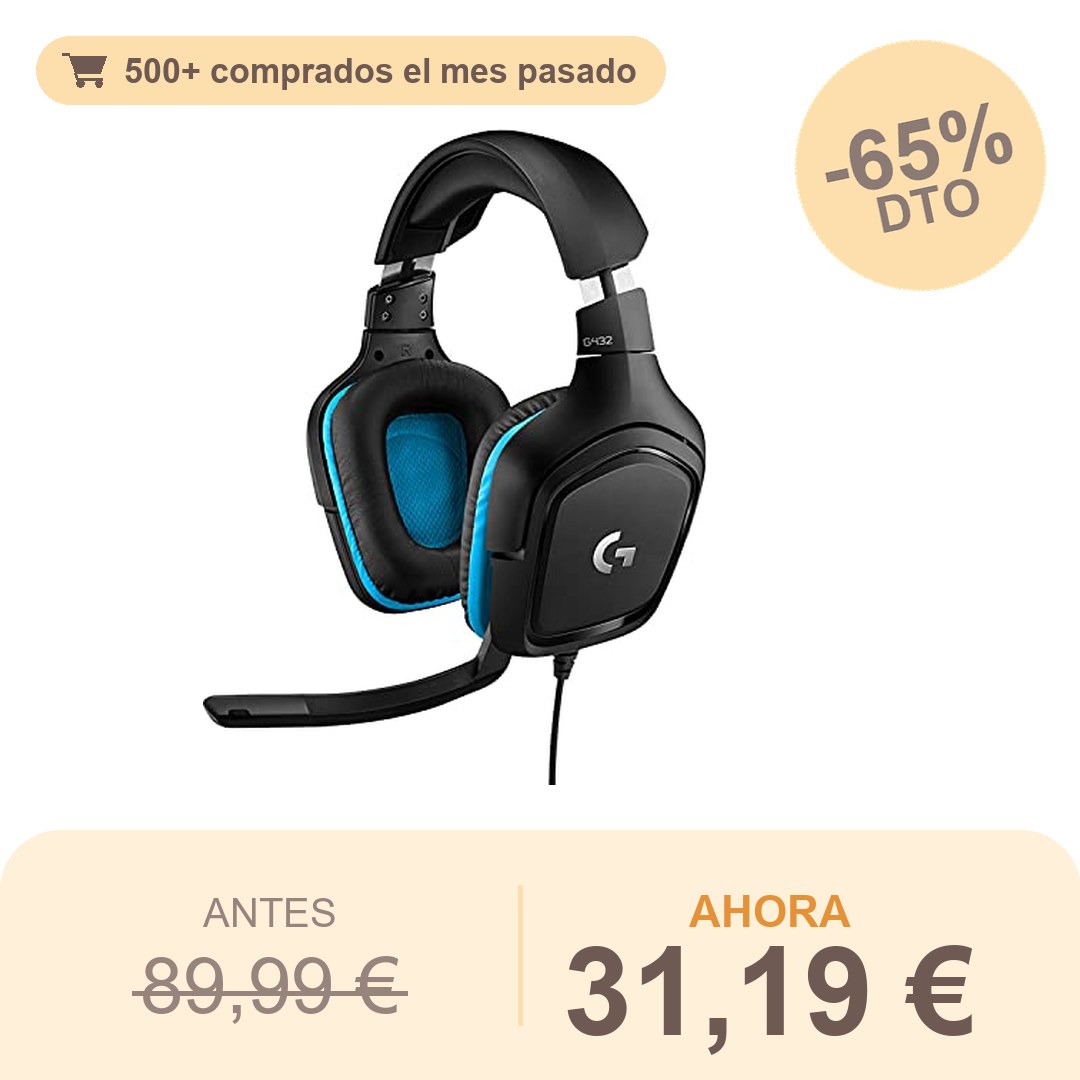 500+ comprados el mes pasado
-65%
DTO
R
G432
ANTES
89,99 €
AHORA
31,19 €